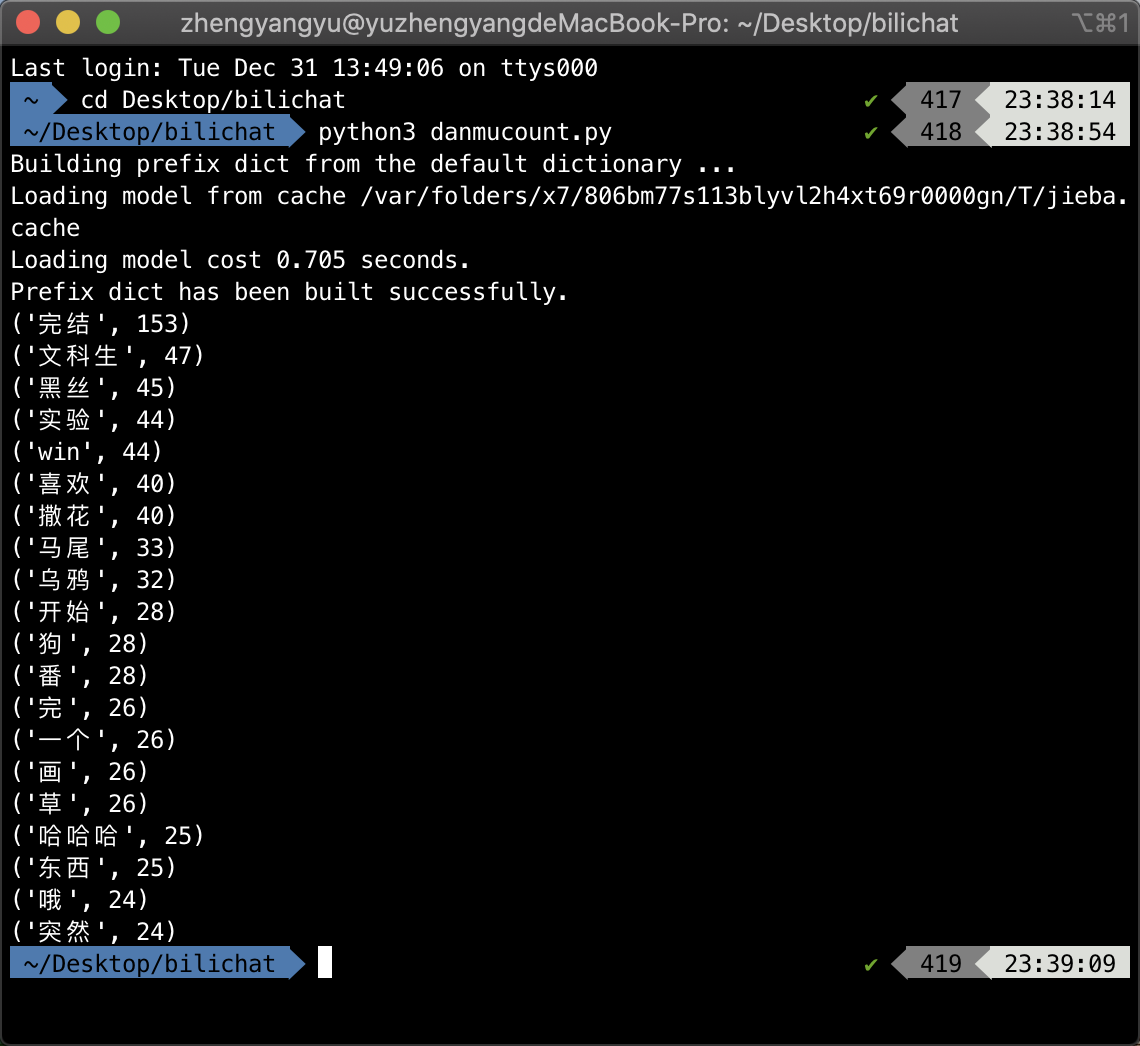 zhengyangyu@yuzhengyangdeMacBook-Pro: ~/Desktop/bilichat ⌥⌘1
Last login: Tue Dec 31 13:49:06 on ttys000
~ cd Desktop/bilichat ✔ 417 23:38:14
~/Desktop/bilichat python3 danmucount.py ✔ 418 23:38:54
Building prefix dict from the default dictionary ...
Loading model from cache /var/folders/x7/806bm77s113blyvl2h4xt69r0000gn/T/jieba.
cache
Loading model cost 0.705 seconds.
Prefix dict has been built successfully.
('完结', 153)
('文科生', 47)
('黑丝', 45)
('实验', 44)
('win', 44)
('喜欢', 40)
('撒花', 40)
('马尾', 33)
('乌鸦', 32)
('开始', 28)
('狗', 28)
('番', 28)
('完', 26)
('一个', 26)
('画', 26)
('草', 26)
('哈哈哈', 25)
('东西', 25)
('哦', 24)
('突然', 24)
~/Desktop/bilichat ✔ 419 23:39:09